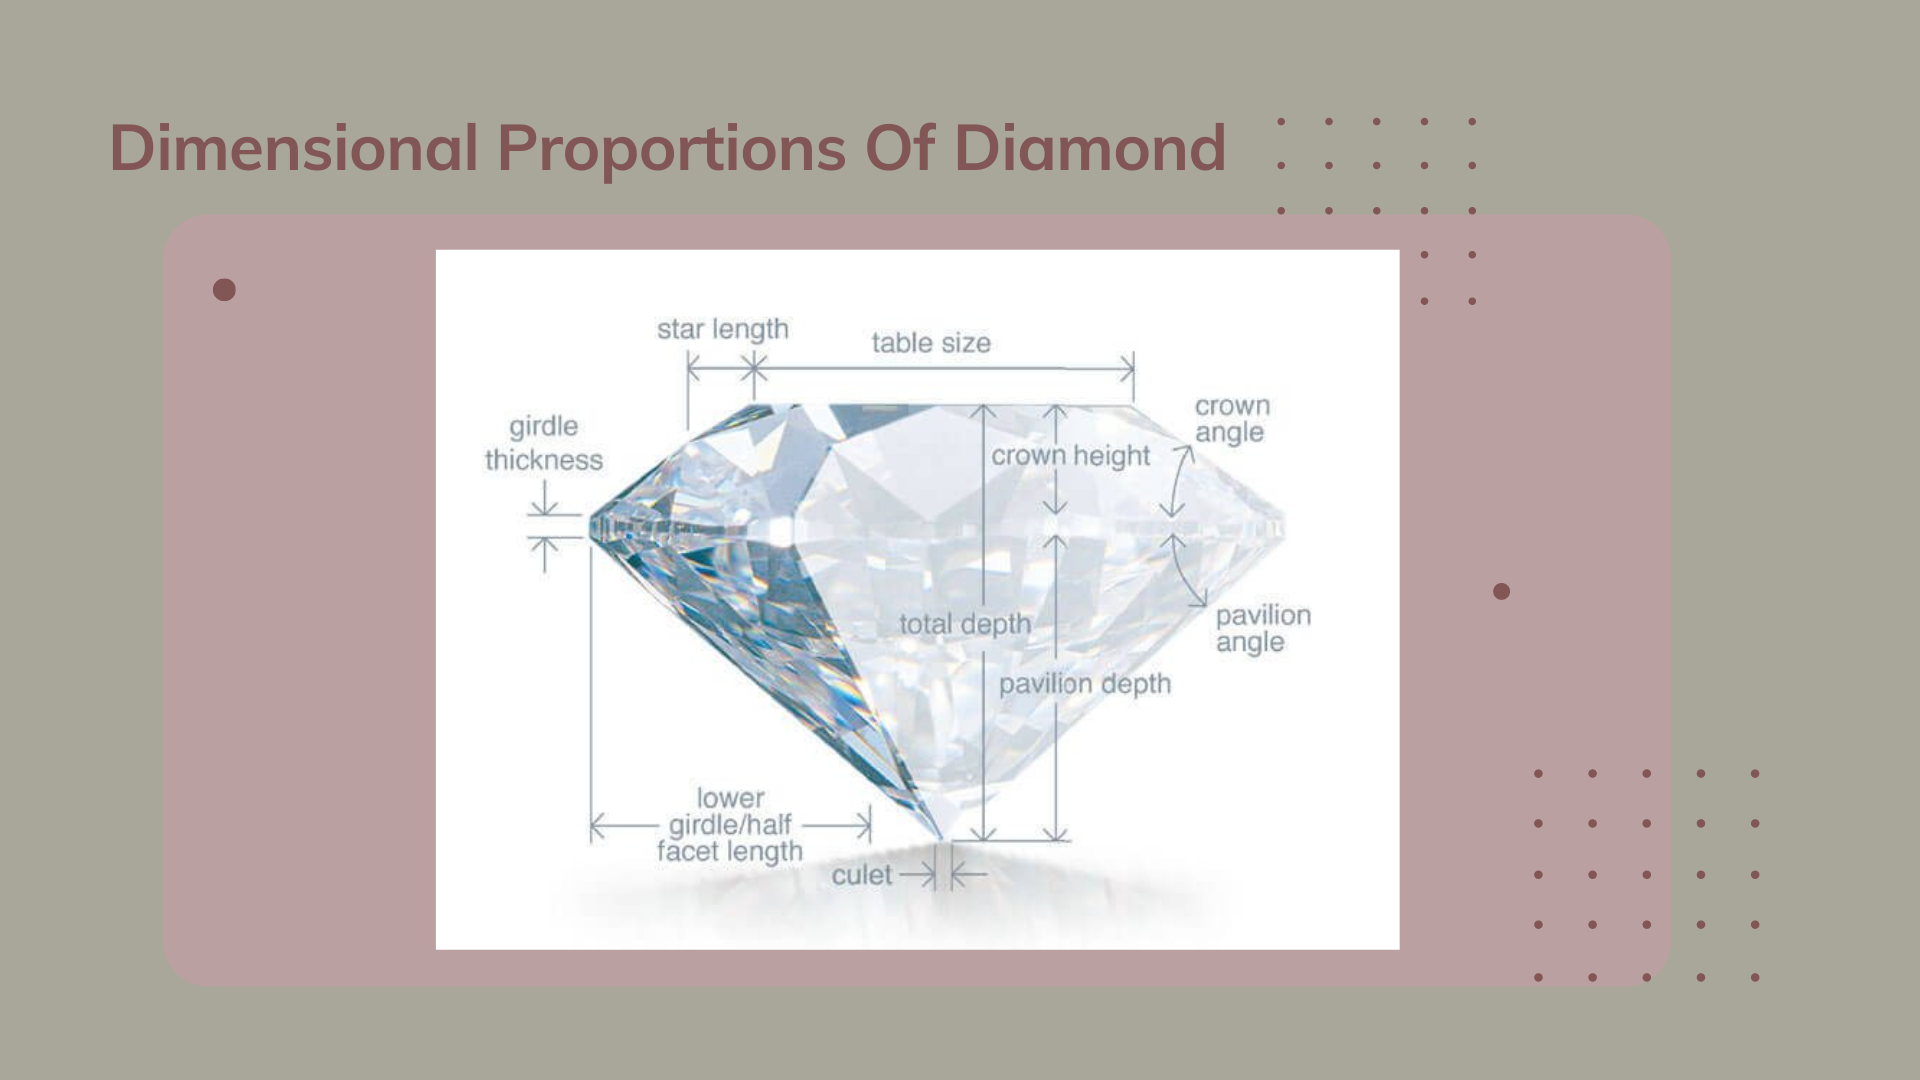 Dimensional Proportions Of Diamond
star length
table size
girdle
thickness
crown
angle
crown height
total depth
pavilion
angle
pavilion depth
lower
girdle/half
facet length
culet